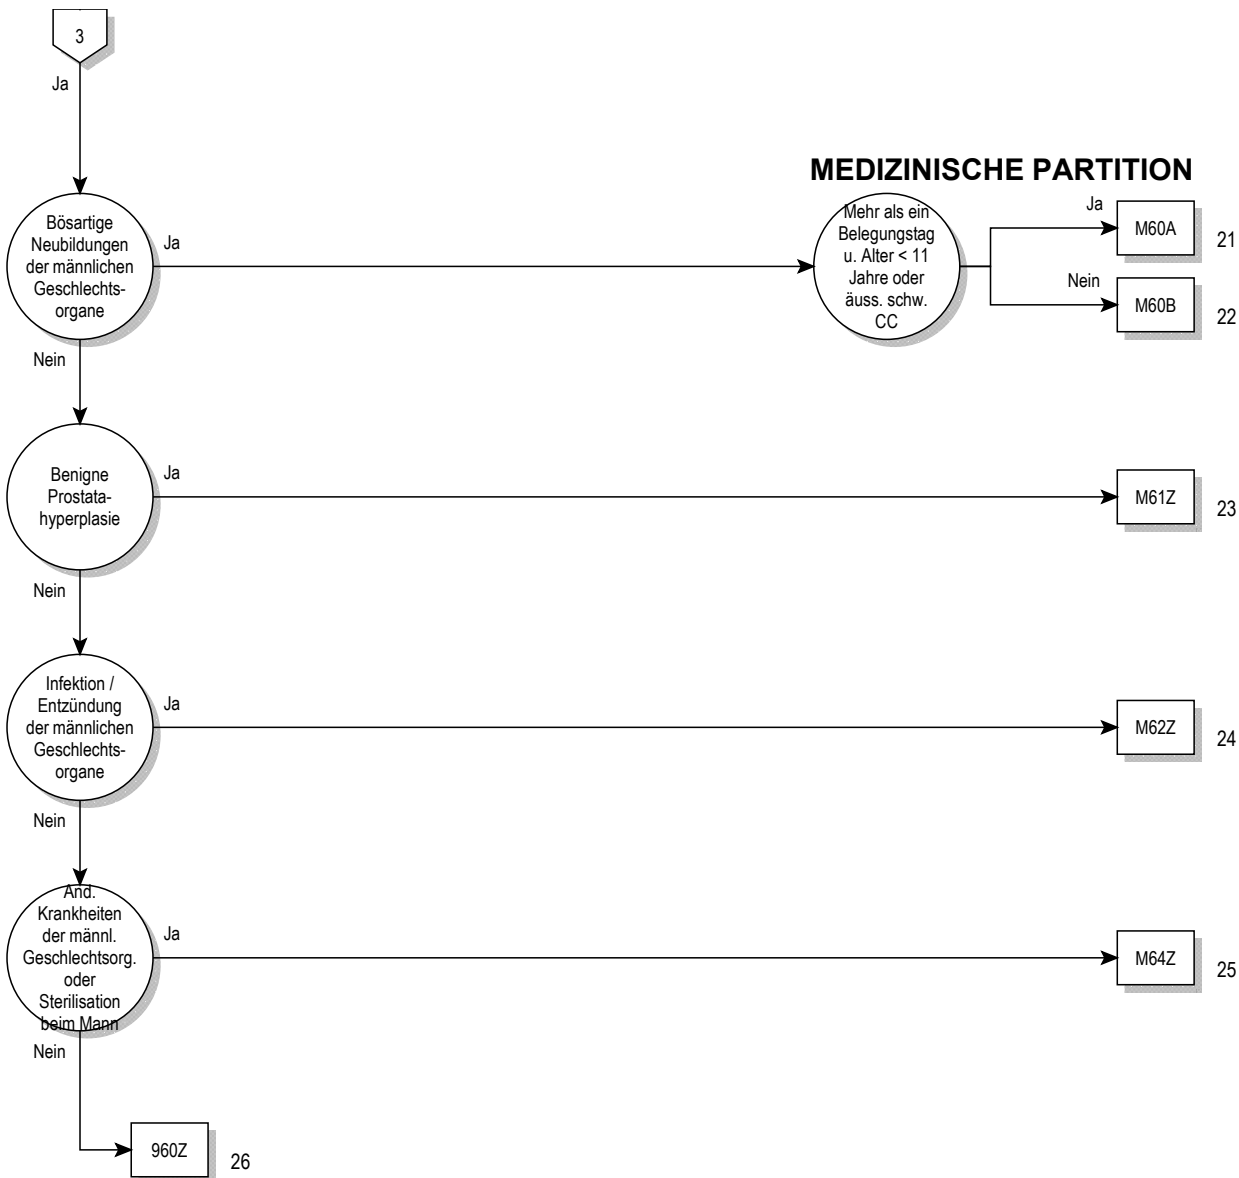 3
Ja
MEDIZINISCHE PARTITION
Bösartige
Neubildungen
der männlichen
Geschlechts-
organe
Ja
Mehr als ein
Belegungstag
u. Alter < 11
Jahre oder
äuss. schw.
CC
Ja
M60A
21
Nein
M60B
22
Nein
Benigne
Prostata-
hyperplasie
Ja
M61Z
23
Nein
Infektion /
Entzündung
der männlichen
Geschlechts-
organe
Ja
M62Z
24
Nein
And.
Krankheiten
der männl.
Geschlechtsorg.
oder
Sterilisation
beim Mann
Ja
M64Z
25
Nein
960Z
26